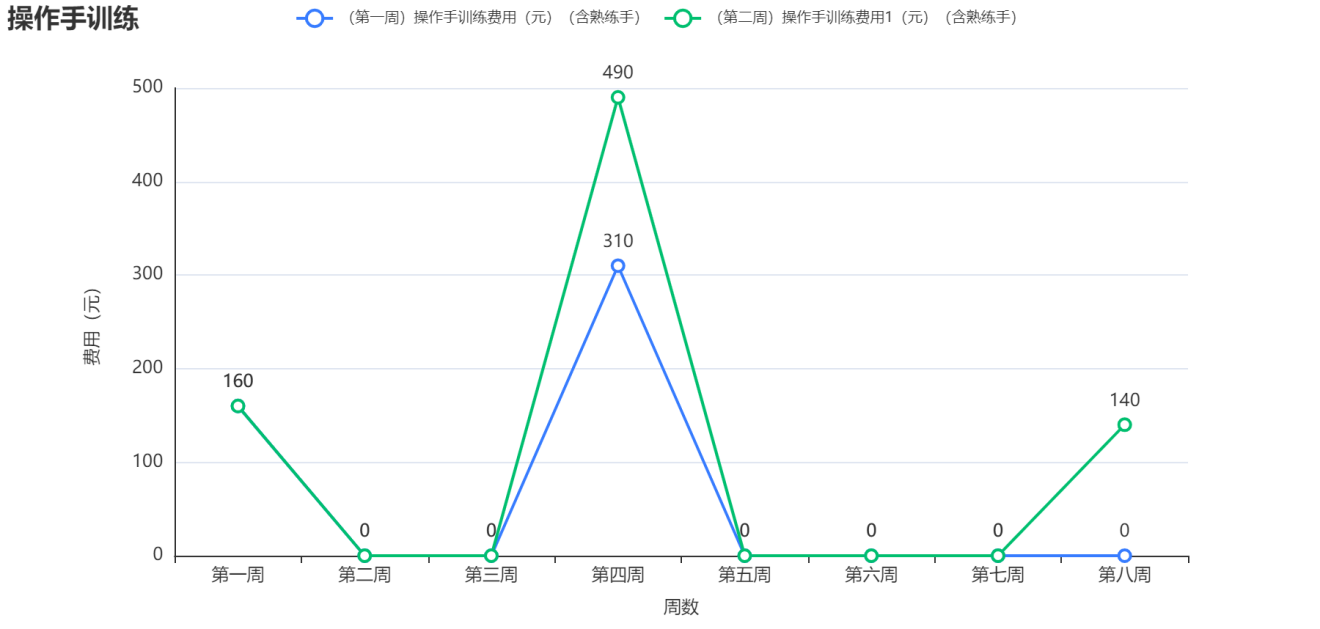 操作手训练
（第一周）操作手训练费用（元）（含熟练手）
（第二周）操作手训练费用1（元）（含熟练手）
490
500
400
310
300
费用（元）
200
160
140
100
0
0
0
0
0
0
0
第一周
第二周
第三周
第四周
第五周
第六周
第七周
第八周
周数